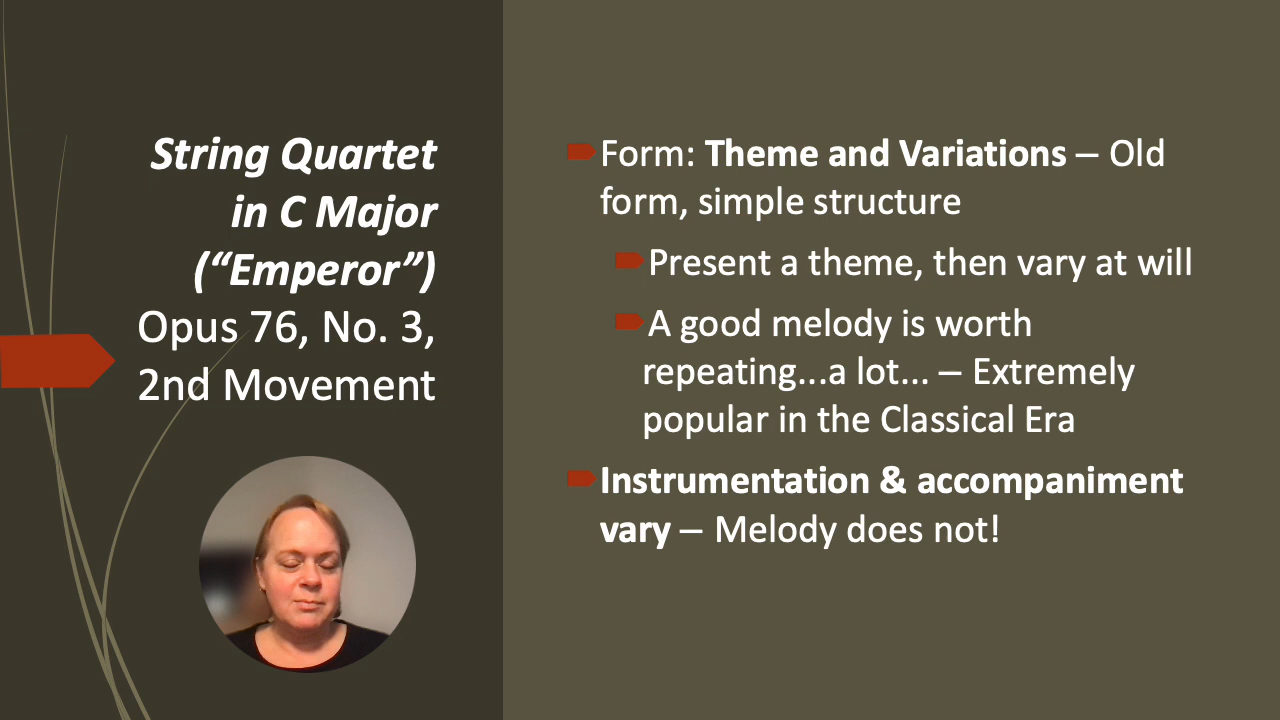 String Quartet
in C Major
(“Emperor”)
Opus 76, No. 3,
2nd Movement
Form: Theme and Variations – Old
form, simple structure
Present a theme, then vary at will
A good melody is worth
repeating...a lot... – Extremely
popular in the Classical Era
Instrumentation & accompaniment
vary – Melody does not!